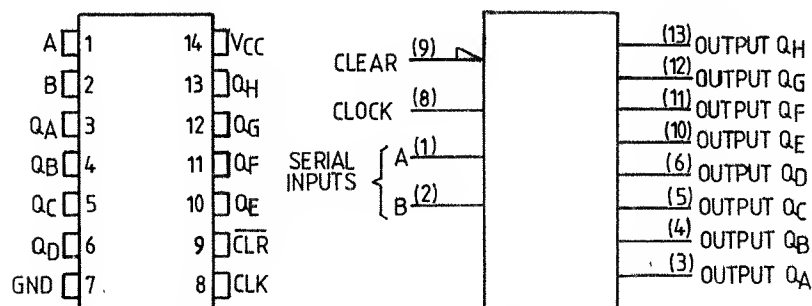 A 1 14 VCC
B 2 13 QH
QA 3 12 QG
QB 4 11 QF
QC 5 10 QE
QD 6 9 CLR
GND 7 8 CLK
CLEAR (9)
CLOCK (8)
SERIAL INPUTS
A (1)
B (2)
(13) OUTPUT QH
(12) OUTPUT QG
(11) OUTPUT QF
(10) OUTPUT QE
(6) OUTPUT QD
(5) OUTPUT QC
(4) OUTPUT QB
(3) OUTPUT QA